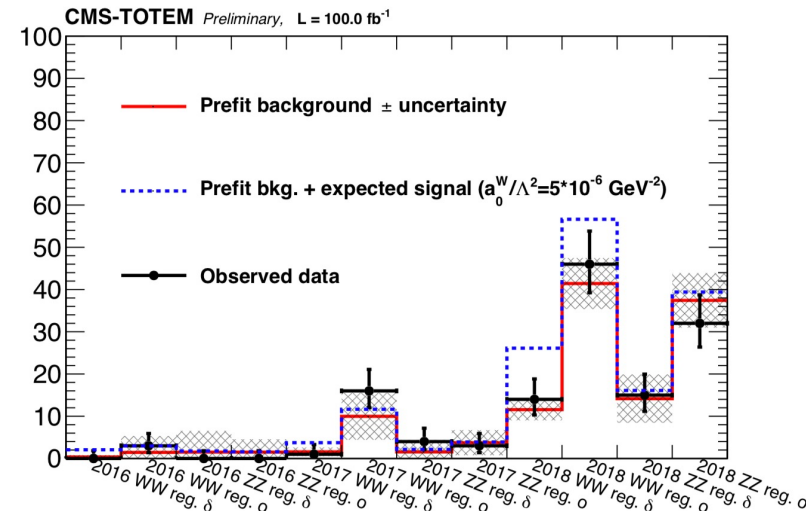 CMS-TOTEM Preliminary, L = 100.0 fb⁻¹
100
90
80
70
60
50
40
30
20
10
0
Prefit background ± uncertainty
Prefit bkg. + expected signal (a₀ᵂ/Λ²=5*10⁻⁶ GeV⁻²)
Observed data
2016 WW reg. δ
2016 WW reg. o
2016 ZZ reg. δ
2016 ZZ reg. o
2017 WW reg. δ
2017 WW reg. o
2017 ZZ reg. δ
2017 ZZ reg. o
2018 WW reg. δ
2018 WW reg. o
2018 ZZ reg. δ
2018 ZZ reg. o